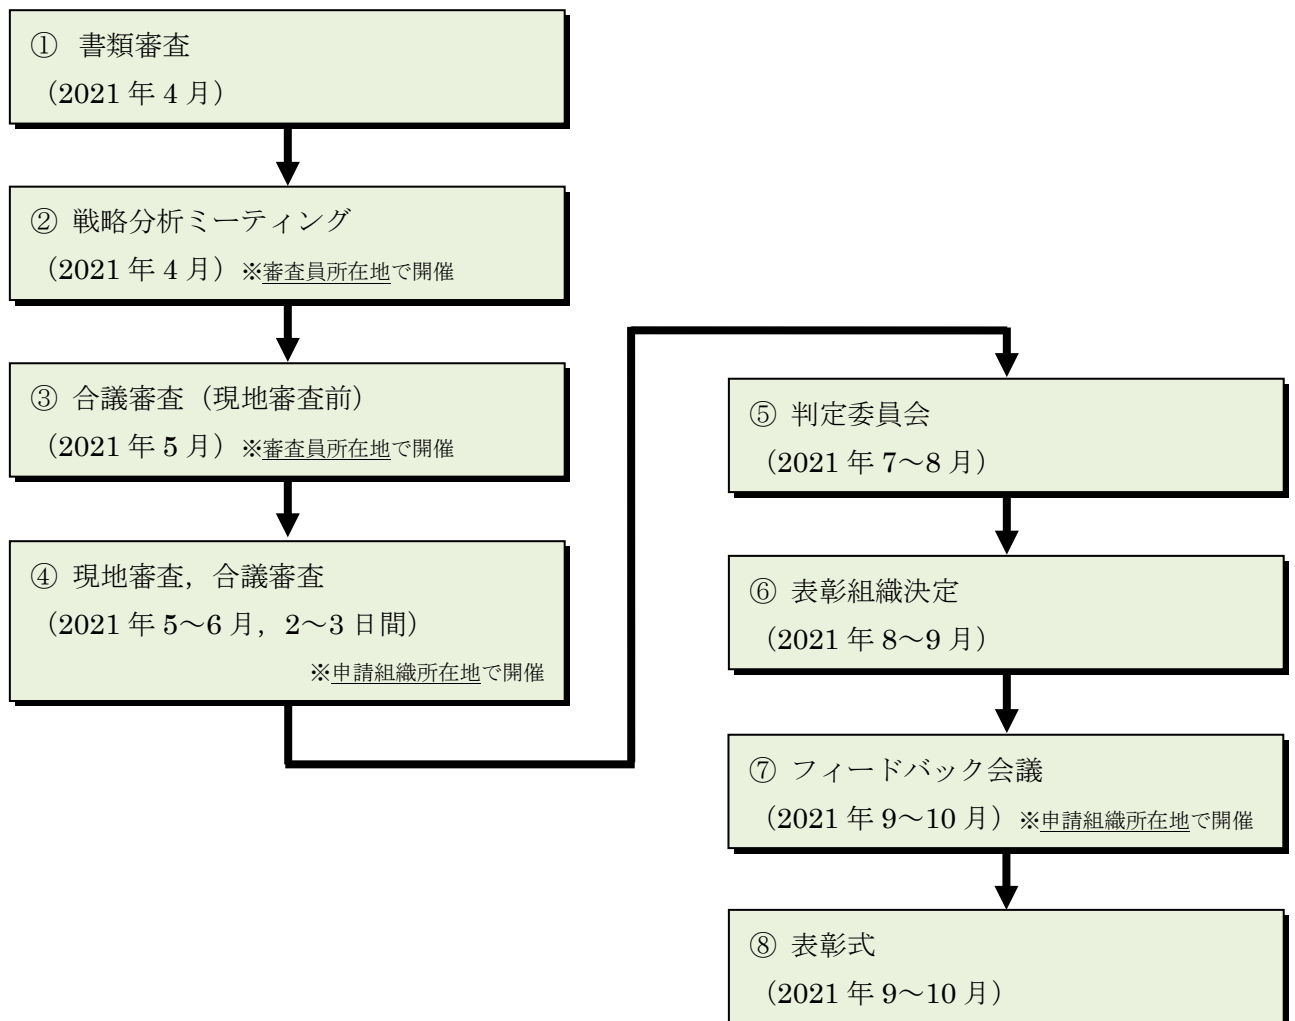 ① 書類審査
（2021 年 4 月）
② 戦略分析ミーティング
（2021 年 4 月）※審査員所在地で開催
③ 合議審査（現地審査前）
（2021 年 5 月）※審査員所在地で開催
④ 現地審査，合議審査
（2021 年 5～6 月，2～3 日間）
※申請組織所在地で開催
⑤ 判定委員会
（2021 年 7～8 月）
⑥ 表彰組織決定
（2021 年 8～9 月）
⑦ フィードバック会議
（2021 年 9～10 月）※申請組織所在地で開催
⑧ 表彰式
（2021 年 9～10 月）